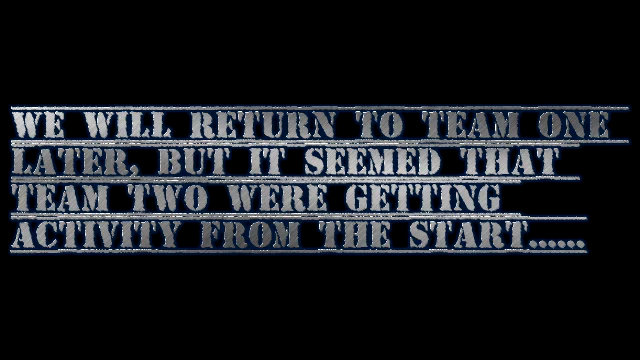 WE WILL RETURN TO TEAM ONE
LATER, BUT IT SEEMED THAT
TEAM TWO WERE GETTING
ACTIVITY FROM THE START......